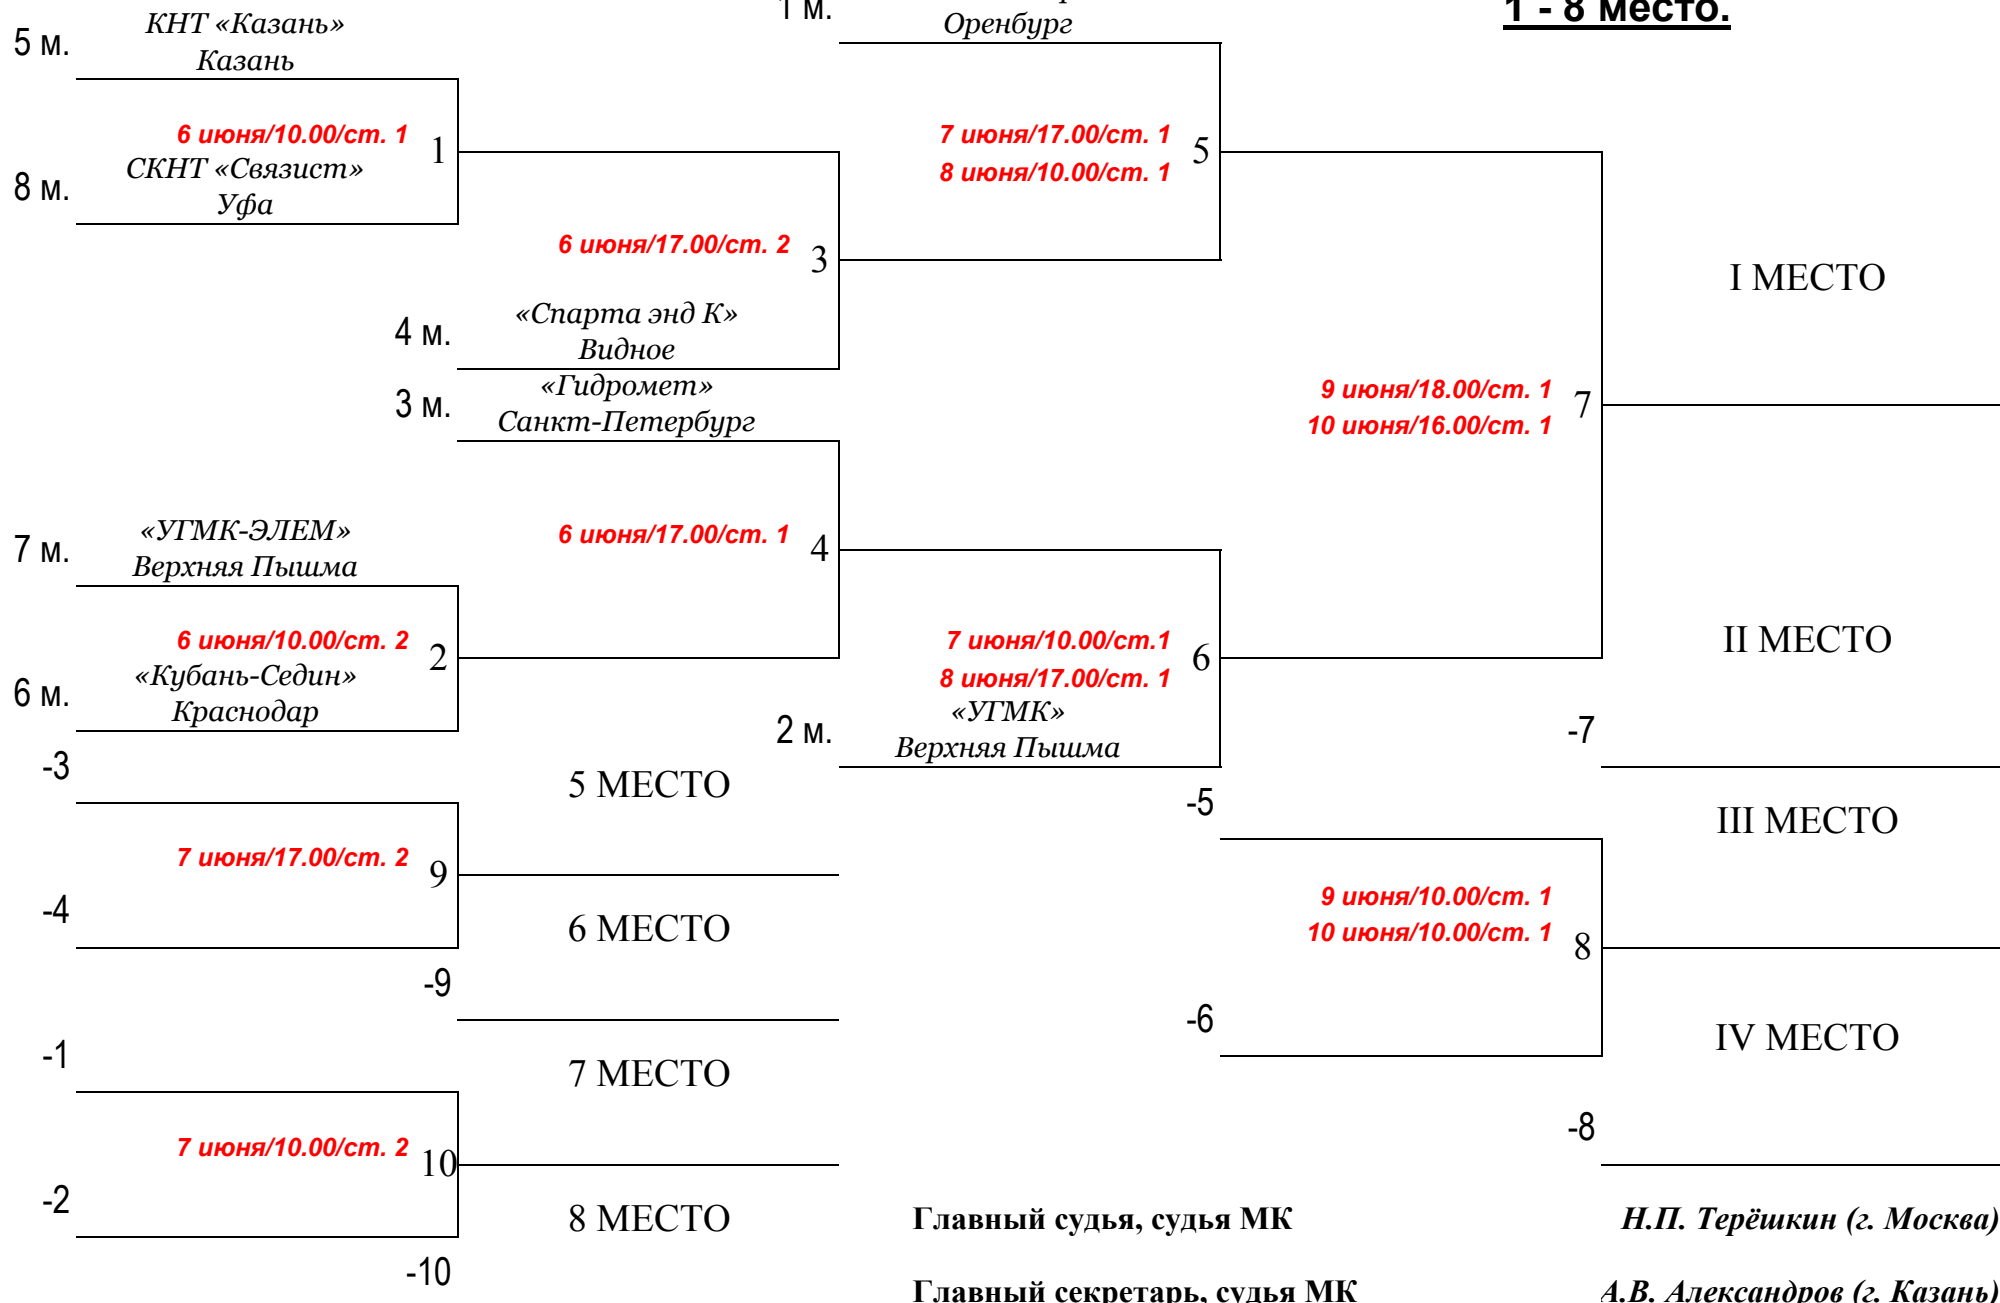 1 м.
1 - 8 место.
КНТ «Казань»
5 м.
Казань
Оренбург
6 июня/10.00/ст. 1
1
СКНТ «Связист»
8 м.
Уфа
7 июня/17.00/ст. 1
5
8 июня/10.00/ст. 1
6 июня/17.00/ст. 2
3
I МЕСТО
«Спарта энд К»
4 м.
Видное
«Гидромет»
3 м.
Санкт-Петербург
9 июня/18.00/ст. 1
7
10 июня/16.00/ст. 1
«УГМК-ЭЛЕМ»
7 м.
Верхняя Пышма
6 июня/17.00/ст. 1
4
6 июня/10.00/ст. 2
2
«Кубань-Седин»
6 м.
Краснодар
7 июня/10.00/ст.1
6
8 июня/17.00/ст. 1
«УГМК»
2 м.
Верхняя Пышма
II МЕСТО
-7
-3
5 МЕСТО
-5
III МЕСТО
7 июня/17.00/ст. 2
9
-4
6 МЕСТО
9 июня/10.00/ст. 1
10 июня/10.00/ст. 1
8
-9
-6
IV МЕСТО
-1
7 МЕСТО
-8
7 июня/10.00/ст. 2
10
-2
8 МЕСТО
Главный судья, судья МК Н.П. Терёшкин (г. Москва)
-10
Главный секретарь, судья МК А.В. Александров (г. Казань)